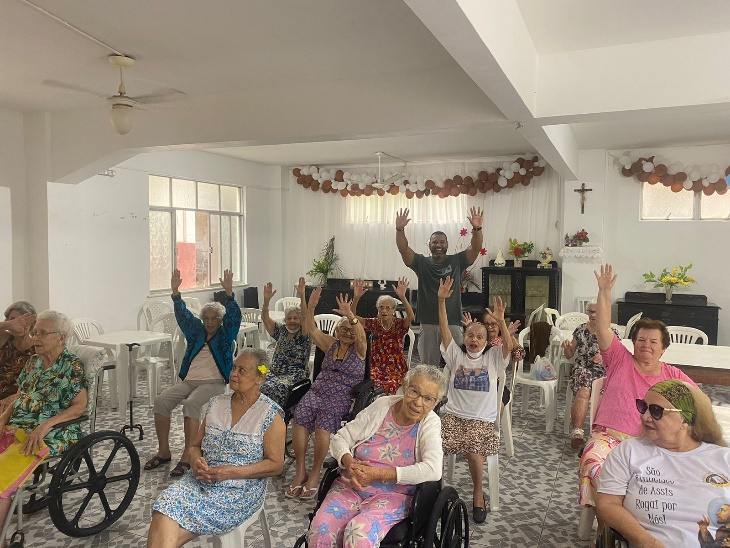 São Francisco
de Assis
Rogai por
Nós!